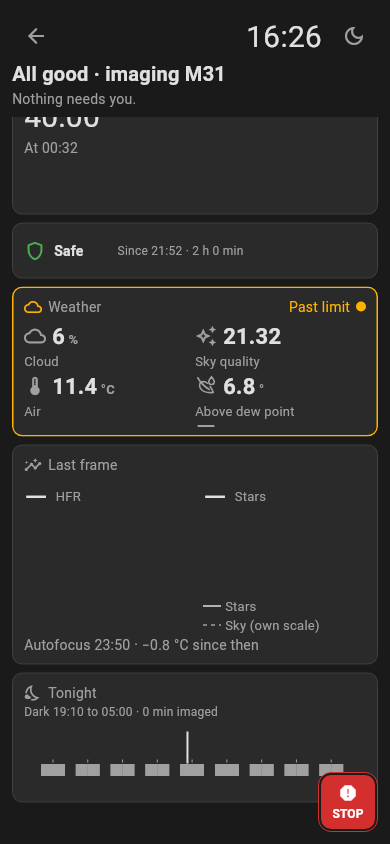 16:26
All good · imaging M31
Nothing needs you.
40:00
At 00:32
Safe
Since 21:52 · 2 h 0 min
Weather
Past limit
6 %
21.32
Cloud
Sky quality
11.4 °C
6.8 °
Air
Above dew point
Last frame
HFR
Stars
Stars
Sky (own scale)
Autofocus 23:50 · −0.8 °C since then
Tonight
Dark 19:10 to 05:00 · 0 min imaged
STOP